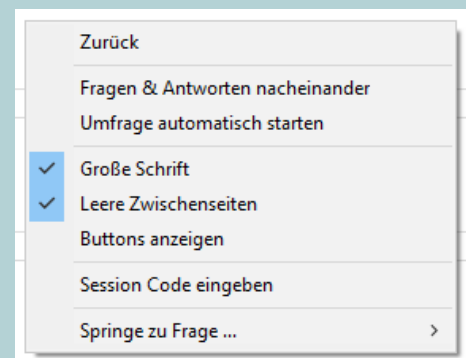 Zurück
Fragen & Antworten nacheinander
Umfrage automatisch starten
Große Schrift
Leere Zwischenseiten
Buttons anzeigen
Session Code eingeben
Springe zu Frage ...